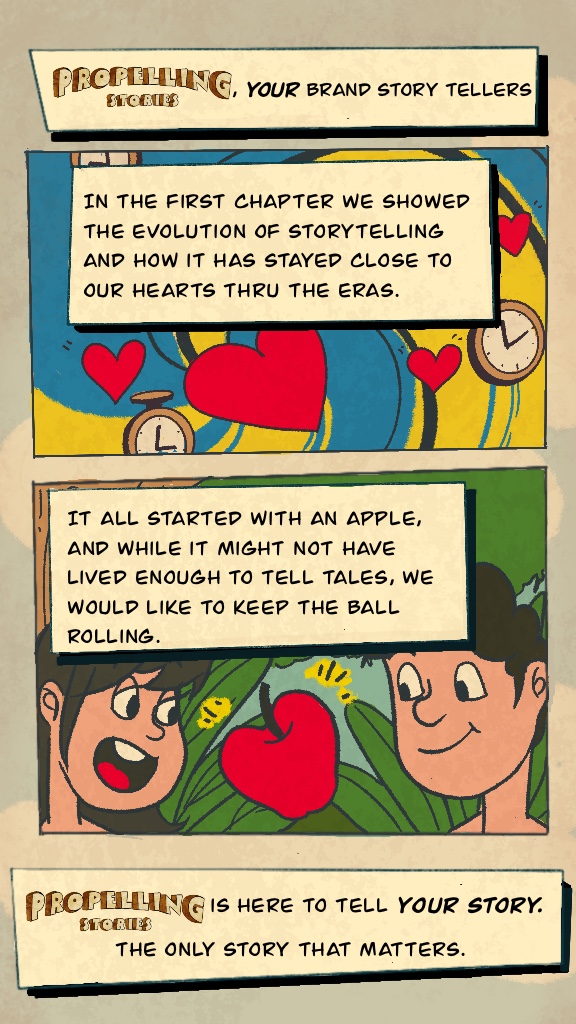 PROPELLING
STORIES, YOUR BRAND STORY TELLERS
IN THE FIRST CHAPTER WE SHOWED
THE EVOLUTION OF STORYTELLING
AND HOW IT HAS STAYED CLOSE TO
OUR HEARTS THRU THE ERAS.
IT ALL STARTED WITH AN APPLE,
AND WHILE IT MIGHT NOT HAVE
LIVED ENOUGH TO TELL TALES, WE
WOULD LIKE TO KEEP THE BALL
ROLLING.
PROPELLING
STORIES IS HERE TO TELL YOUR STORY.
THE ONLY STORY THAT MATTERS.